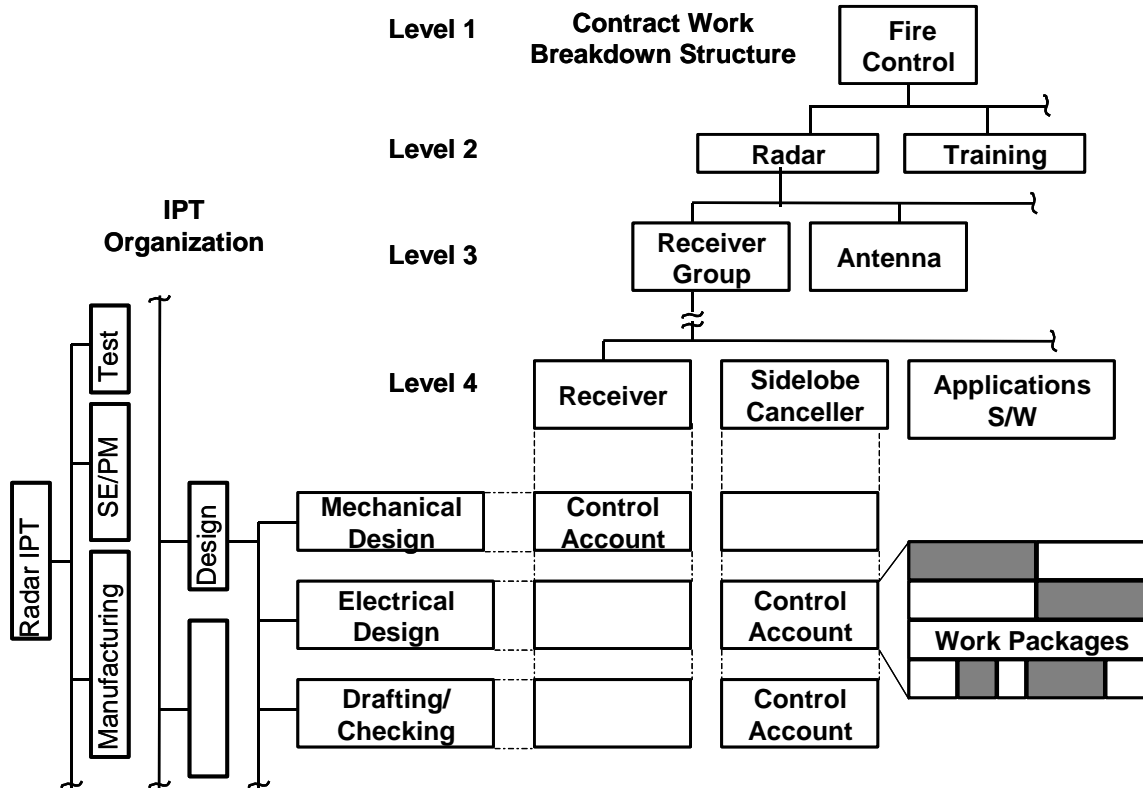 Level 1
Contract Work
Breakdown Structure
Fire
Control
Level 2
Radar
Training
IPT
Organization
Level 3
Receiver
Group
Antenna
Level 4
Receiver
Sidelobe
Canceller
Applications
S/W
Test
SE/PM
Manufacturing
Radar IPT
Design
Mechanical
Design
Control
Account
Electrical
Design
Control
Account
Work Packages
Drafting/
Checking
Control
Account